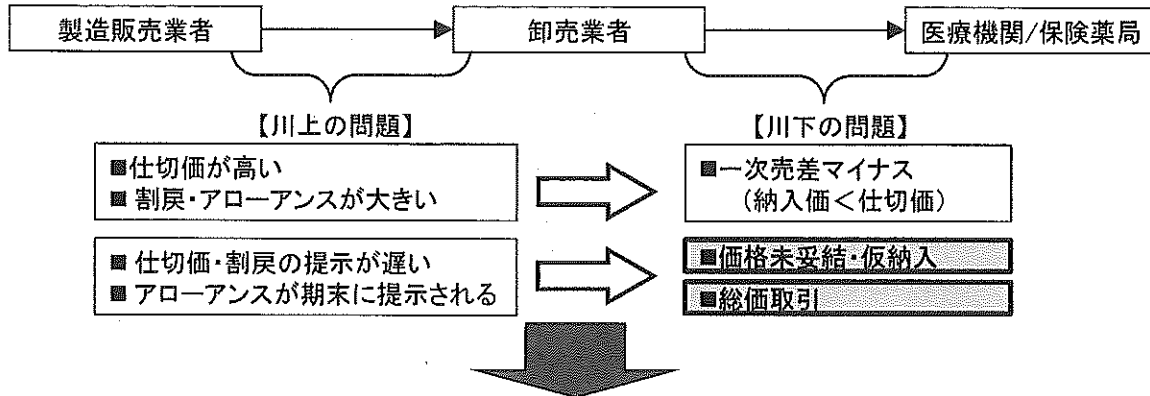 製造販売業者
卸売業者
医療機関/保険薬局
【川上の問題】
【川下の問題】
■仕切価が高い
■ 割戻・アローアンスが大きい
■一次売差マイナス
(納入価<仕切価)
■ 仕切価・割戻の提示が遅い
■ アローアンスが期末に提示される
■価格未妥結・仮納入
■総価取引